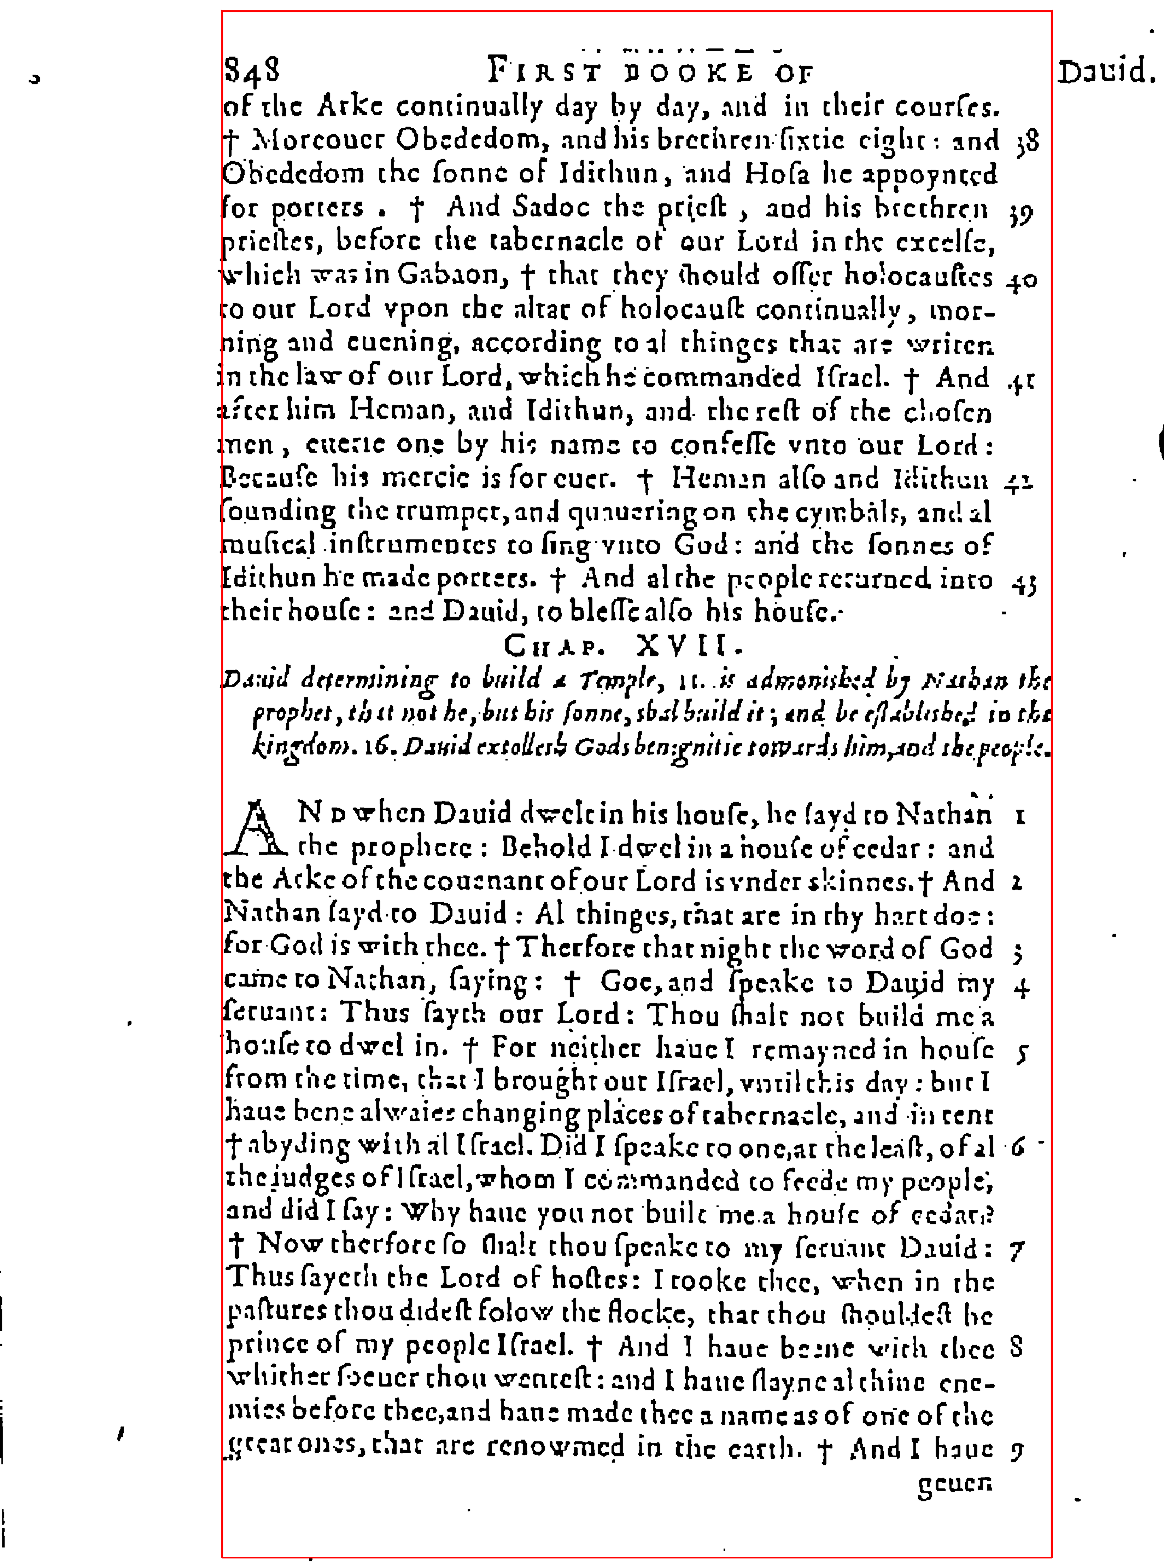 848 FIRST BOOKE OF Dauid.
of the Arke continually day by day, and in their courſes.
† Moreouer Obededom, and his brethren ſixtie eight: and 38
Obededom the ſonne of Idithun, and Hoſa he appoynted
for porters. † And Sadoc the prieſt, and his brethren 39
prieſtes, before the tabernacle of our Lord in the excelſe,
which was in Gabaon, † that they ſhould offer holocauſtes 40
to our Lord vpon the altar of holocauſt continually, mor-
ning and euening, according to al thinges that are writen
in the law of our Lord, which he commanded Iſrael. † And 41
after him Heman, and Idithun, and the reſt of the choſen
men, euerie one by his name to confeſſe vnto our Lord:
Becauſe his mercie is for euer. † Heman alſo and Idithun 42
ſounding the trumpet, and quauering on the cymbals, and al
muſical inſtrumentes to ſing vnto God: and the ſonnes of
Idithun he made porters. † And al the people returned into 43
their houſe: and Dauid, to bleſſe alſo his houſe.
CHAP. XVII.
Dauid determining to build a Temple, 11. is admonished by Nathan the
prophet, that not he, but his ſonne, shal build it; and be eſtablished in the
kingdom. 16. Dauid extolleth Gods benignitie towards him, and the people.
AND when Dauid dwelt in his houſe, he ſayd to Nathan 1
the prophete: Behold I dwel in a houſe of cedar: and
the Arke of the couenant of our Lord is vnder skinnes. † And 2
Nathan ſayd to Dauid: Al thinges, that are in thy hart doe:
for God is with thee. † Therfore that night the word of God 3
came to Nathan, ſaying: † Goe, and ſpeake to Dauid my 4
ſeruant: Thus ſayth our Lord: Thou ſhalt not build me a
houſe to dwel in. † For neither haue I remayned in houſe 5
from the time, that I brought out Iſrael, vntil this day: but I
haue bene alwaies changing places of tabernacle, and in tent
† abyding with al Iſrael. Did I ſpeake to one, at the leaſt, of al 6
the judges of Iſrael, whom I commanded to feede my people,
and did I ſay: Why haue you not built me a houſe of cedar?
† Now therfore ſo ſhalt thou ſpeake to my ſeruant Dauid: 7
Thus ſayeth the Lord of hoſtes: I tooke thee, when in the
paſtures thou dideſt folow the flocke, that thou ſhouldeſt be
prince of my people Iſrael. † And I haue beene with thee 8
whither ſoeuer thou wenteſt: and I haue ſlayne al thine ene-
mies before thee, and haue made thee a name as of one of the
great ones, that are renowmed in the earth. † And I haue 9
geuen